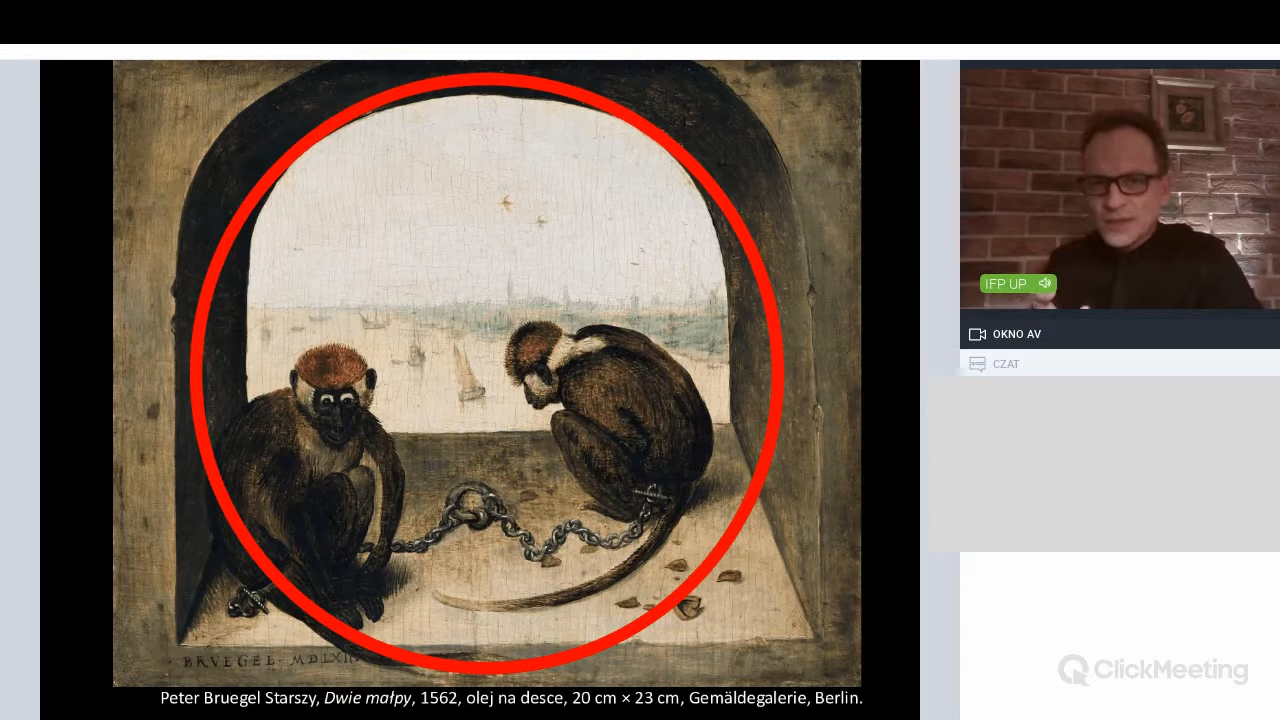 BRVEGEL · MDLXII
Peter Bruegel Starszy, Dwie małpy, 1562, olej na desce, 20 cm × 23 cm, Gemäldegalerie, Berlin.
IFP UP
OKNO AV
CZAT
ClickMeeting